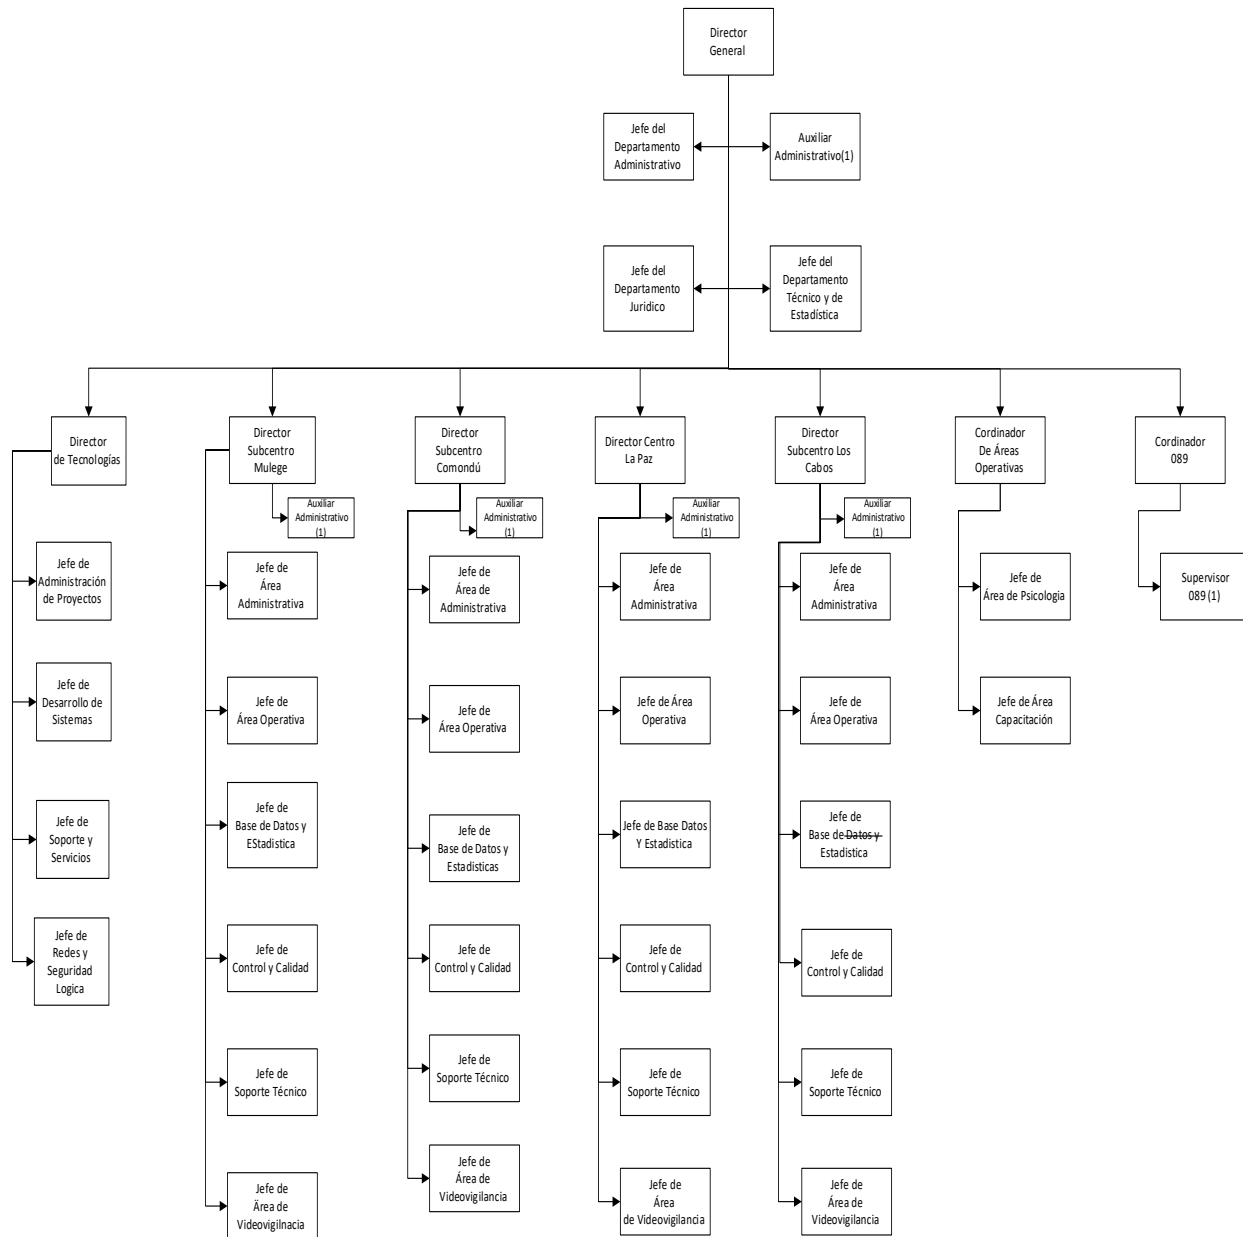 Director
General
Jefe del
Departamento
Administrativo
Auxiliar
Administrativo(1)
Jefe del
Departamento
Juridico
Jefe del
Departamento
Técnico y de
Estadística
Director
de Tecnologías
Director
Subcentro
Mulege
Director
Subcentro
Comondú
Director Centro
La Paz
Director
Subcentro Los
Cabos
Cordinador
De Áreas
Operativas
Cordinador
089
Auxiliar
Administrativo
(1)
Auxiliar
Administrativo
(1)
Auxiliar
Administrativo
(1)
Auxiliar
Administrativo
(1)
Jefe de
Administración
de Proyectos
Jefe de
Área
Administrativa
Jefe de
Área de
Administrativa
Jefe de
Área
Administrativa
Jefe de
Área
Administrativa
Jefe de
Área de Psicologia
Supervisor
089 (1)
Jefe de
Desarrollo de
Sistemas
Jefe de
Área Operativa
Jefe de
Área Operativa
Jefe de Área
Operativa
Jefe de
Área Operativa
Jefe de Área
Capacitación
Jefe de
Soporte y
Servicios
Jefe de
Base de Datos y
EStadistica
Jefe de
Base de Datos y
Estadisticas
Jefe de Base Datos
Y Estadistica
Jefe de
Base de Datos y
Estadistica
Jefe de
Redes y
Seguridad
Logica
Jefe de
Control y Calidad
Jefe de
Control y Calidad
Jefe de
Control y Calidad
Jefe de
Control y Calidad
Jefe de
Soporte Técnico
Jefe de
Soporte Técnico
Jefe de
Soporte Técnico
Jefe de
Soporte Técnico
Jefe de
Ärea de
Videovigilnacia
Jefe de
Área de
Videovigilancia
Jefe de
Área
de Videovigilancia
Jefe de
Área de
Videovigilancia